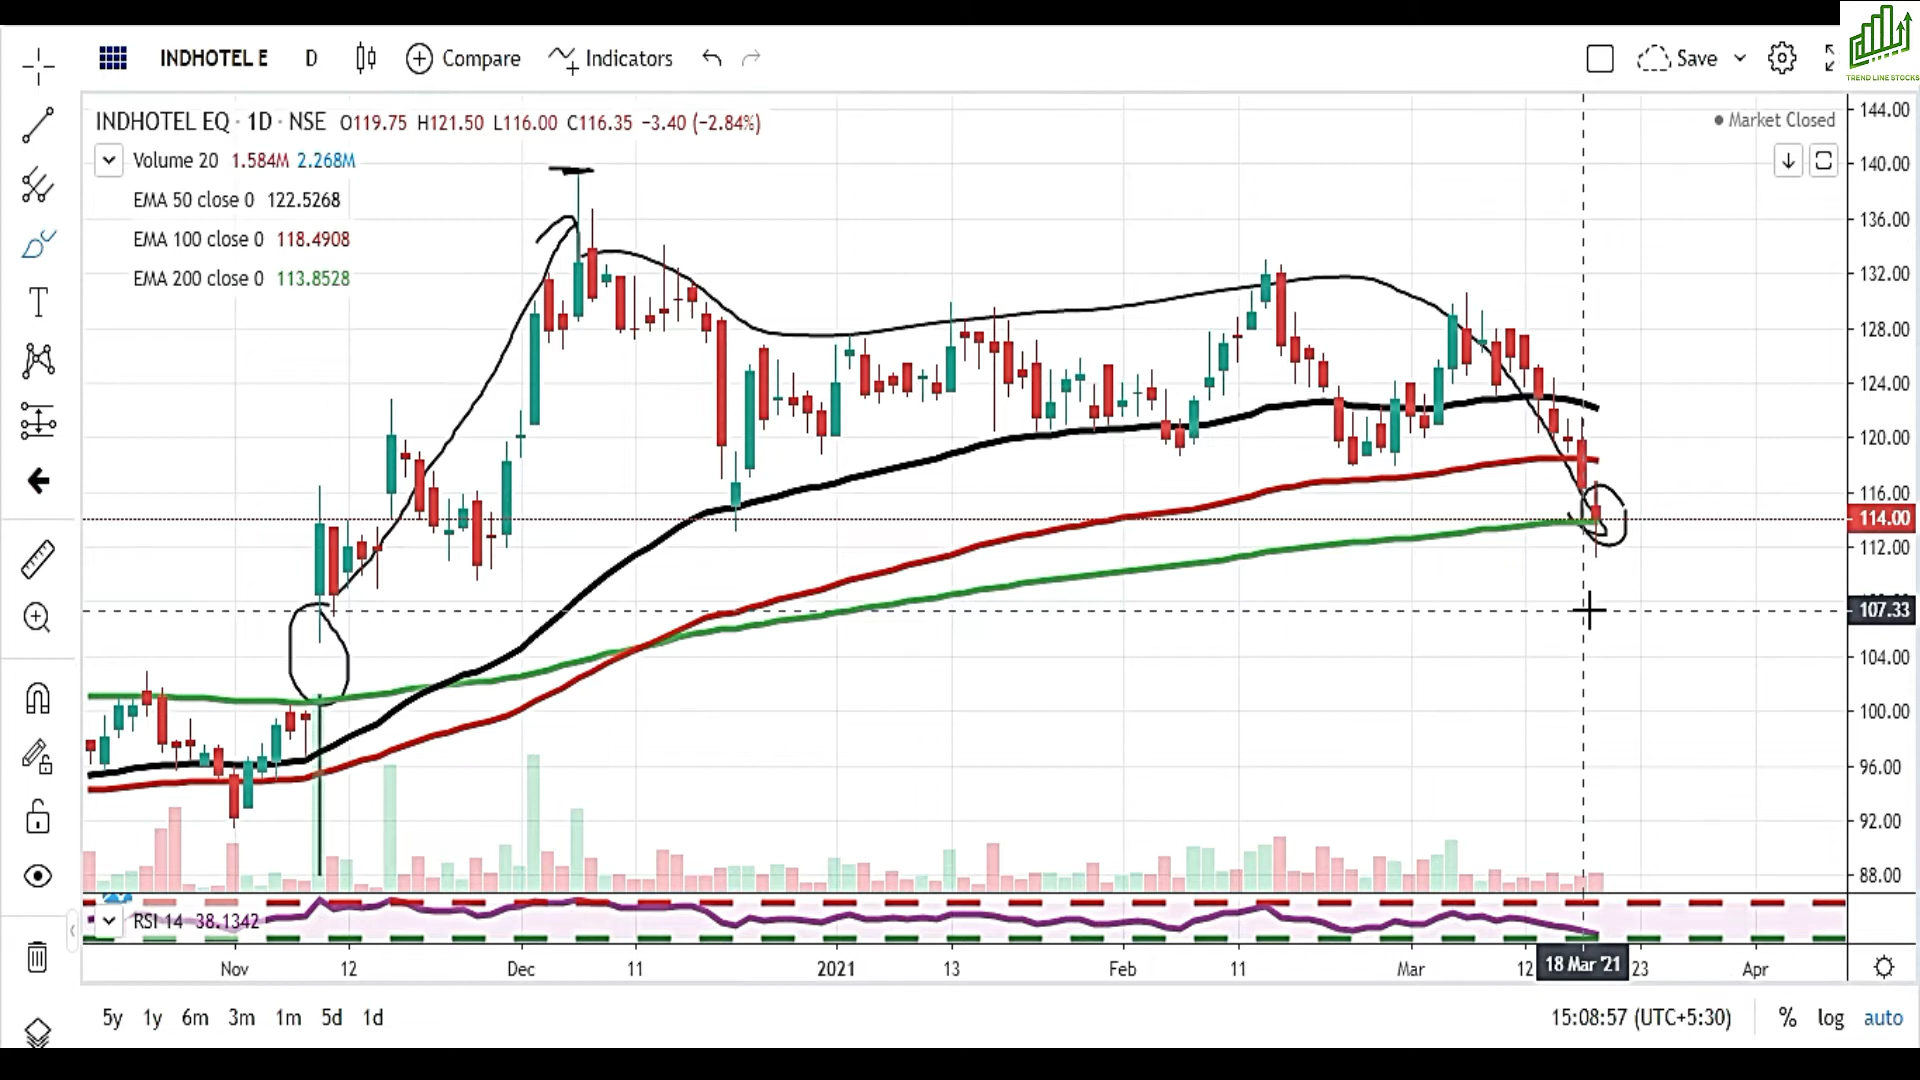 INDHOTEL E D Compare Indicators Save
TREND LINE STOCKS
INDHOTEL EQ · 1D · NSE O119.75 H121.50 L116.00 C116.35 −3.40 (−2.84%)
Market Closed
Volume 20 1.584M 2.268M
EMA 50 close 0 122.5268
EMA 100 close 0 118.4908
EMA 200 close 0 113.8528
144.00
140.00
136.00
132.00
128.00
124.00
120.00
116.00
114.00
112.00
107.33
104.00
100.00
96.00
92.00
88.00
RSI 14 38.1342
Nov 12 Dec 11 2021 13 Feb 11 Mar 12 18 Mar '21 23 Apr
5y 1y 6m 3m 1m 5d 1d 15:08:57 (UTC+5:30) % log auto